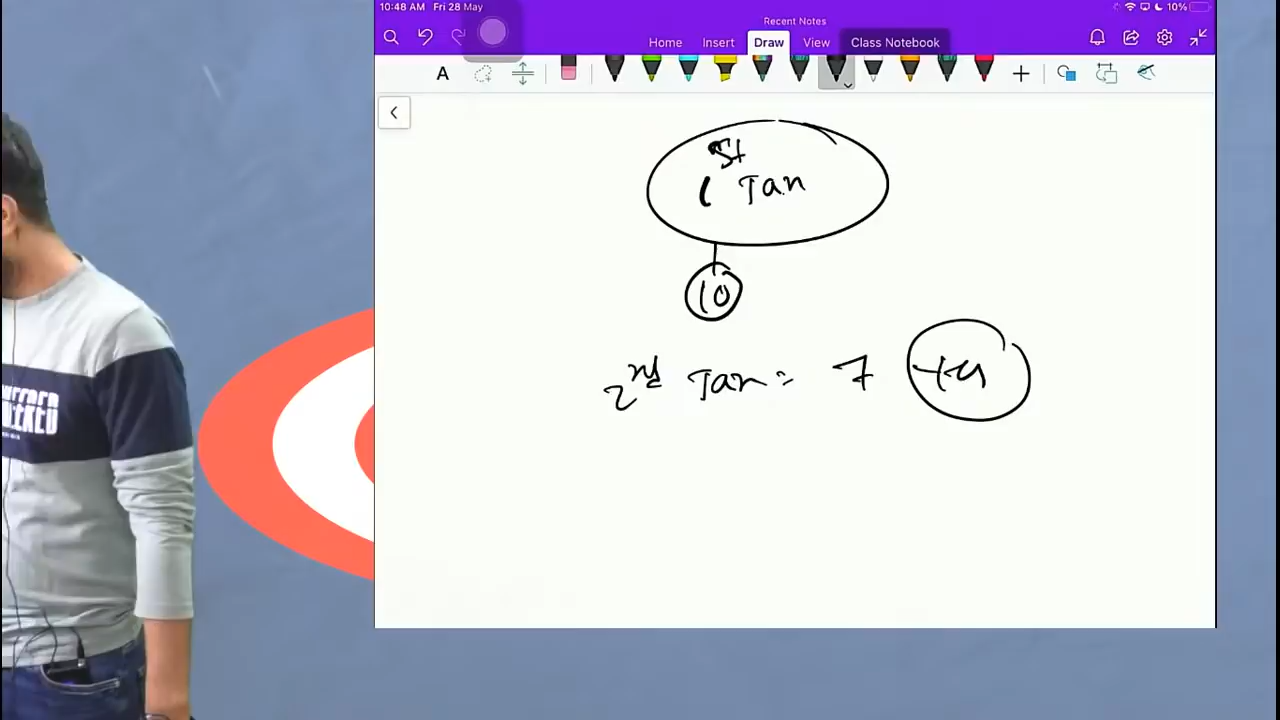 10:48 AM Fri 28 May
10%
Recent Notes
Home Insert Draw View Class Notebook
A
1st Jan
10
2nd Jan = 7 +4